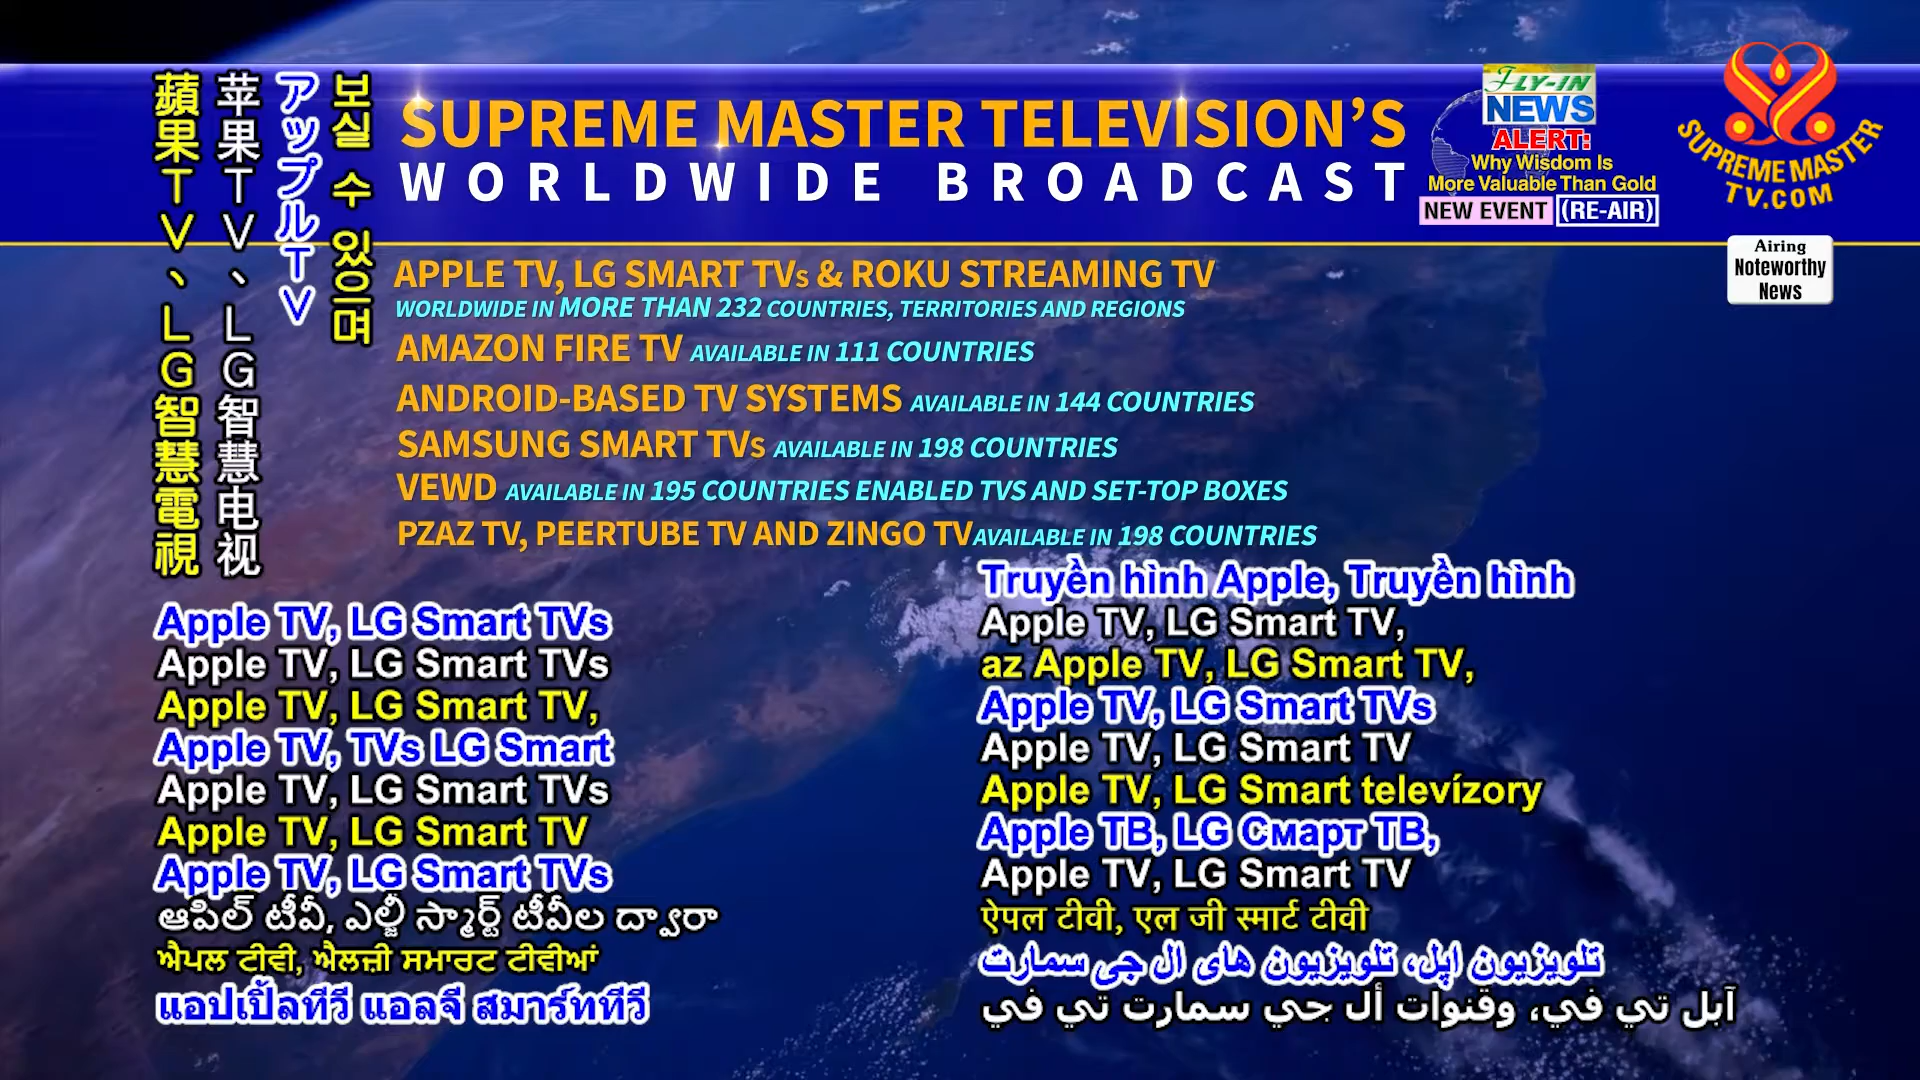 蘋果TV、LG智慧電視
苹果TV、LG智慧电视
アップルTV
보실 수 있으며
SUPREME MASTER TELEVISION'S
WORLDWIDE BROADCAST
FLY-IN
NEWS
ALERT:
Why Wisdom Is
More Valuable Than Gold
NEW EVENT (RE-AIR)
SUPREME MASTER
TV.COM
Airing
Noteworthy
News
APPLE TV, LG SMART TVs & ROKU STREAMING TV
WORLDWIDE IN MORE THAN 232 COUNTRIES, TERRITORIES AND REGIONS
AMAZON FIRE TV AVAILABLE IN 111 COUNTRIES
ANDROID-BASED TV SYSTEMS AVAILABLE IN 144 COUNTRIES
SAMSUNG SMART TVs AVAILABLE IN 198 COUNTRIES
VEWD AVAILABLE IN 195 COUNTRIES ENABLED TVS AND SET-TOP BOXES
PZAZ TV, PEERTUBE TV AND ZINGO TV AVAILABLE IN 198 COUNTRIES
Apple TV, LG Smart TVs
Apple TV, LG Smart TVs
Apple TV, LG Smart TV,
Apple TV, TVs LG Smart
Apple TV, LG Smart TVs
Apple TV, LG Smart TV
Apple TV, LG Smart TVs
ఆపిల్ టీవీ, ఎల్జీ స్మార్ట్ టీవీల ద్వారా
ਐਪਲ ਟੀਵੀ, ਐਲਜ਼ੀ ਸਮਾਰਟ ਟੀਵੀਆਂ
แอปเปิ้ลทีวี แอลจี สมาร์ททีวี
Truyền hình Apple, Truyền hình
Apple TV, LG Smart TV,
az Apple TV, LG Smart TV,
Apple TV, LG Smart TVs
Apple TV, LG Smart TV
Apple TV, LG Smart televízory
Apple ТВ, LG Смарт ТВ,
Apple TV, LG Smart TV
ऐपल टीवी, एल जी स्मार्ट टीवी
تلویزیون اپل، تلویزیون های ال جی سمارت
آبل تي في، وقنوات أل جي سمارت تي في